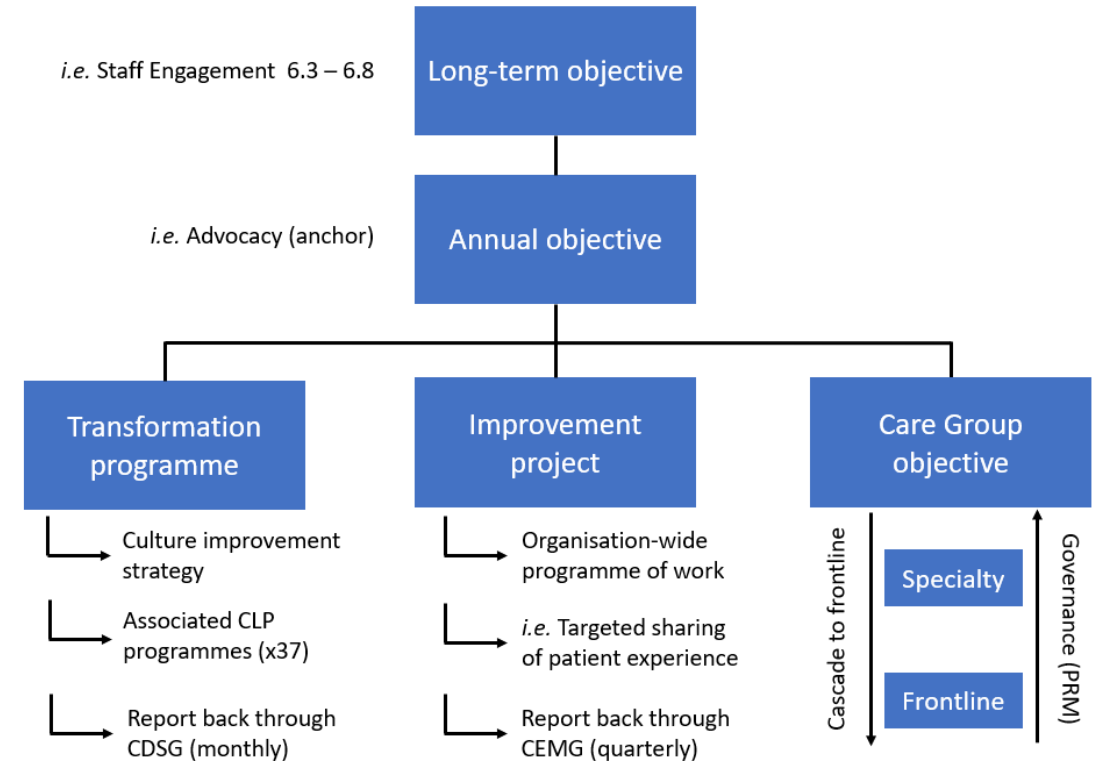 i.e. Staff Engagement  6.3 – 6.8
Long-term objective
i.e. Advocacy (anchor)
Annual objective
Transformation
programme
Culture improvement
strategy
Associated CLP
programmes (x37)
Report back through
CDSG (monthly)
Improvement
project
Organisation-wide
programme of work
i.e. Targeted sharing
of patient experience
Report back through
CEMG (quarterly)
Care Group
objective
Cascade to frontline
Specialty
Frontline
Governance (PRM)